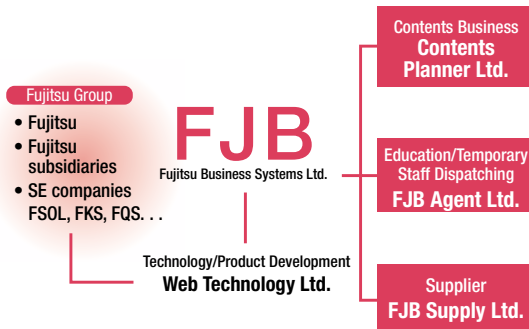 Fujitsu Group
• Fujitsu
• Fujitsu
subsidiaries
• SE companies
FSOL, FKS, FQS. . .
FJB
Fujitsu Business Systems Ltd.
Technology/Product Development
Web Technology Ltd.
Contents Business
Contents
Planner Ltd.
Education/Temporary
Staff Dispatching
FJB Agent Ltd.
Supplier
FJB Supply Ltd.